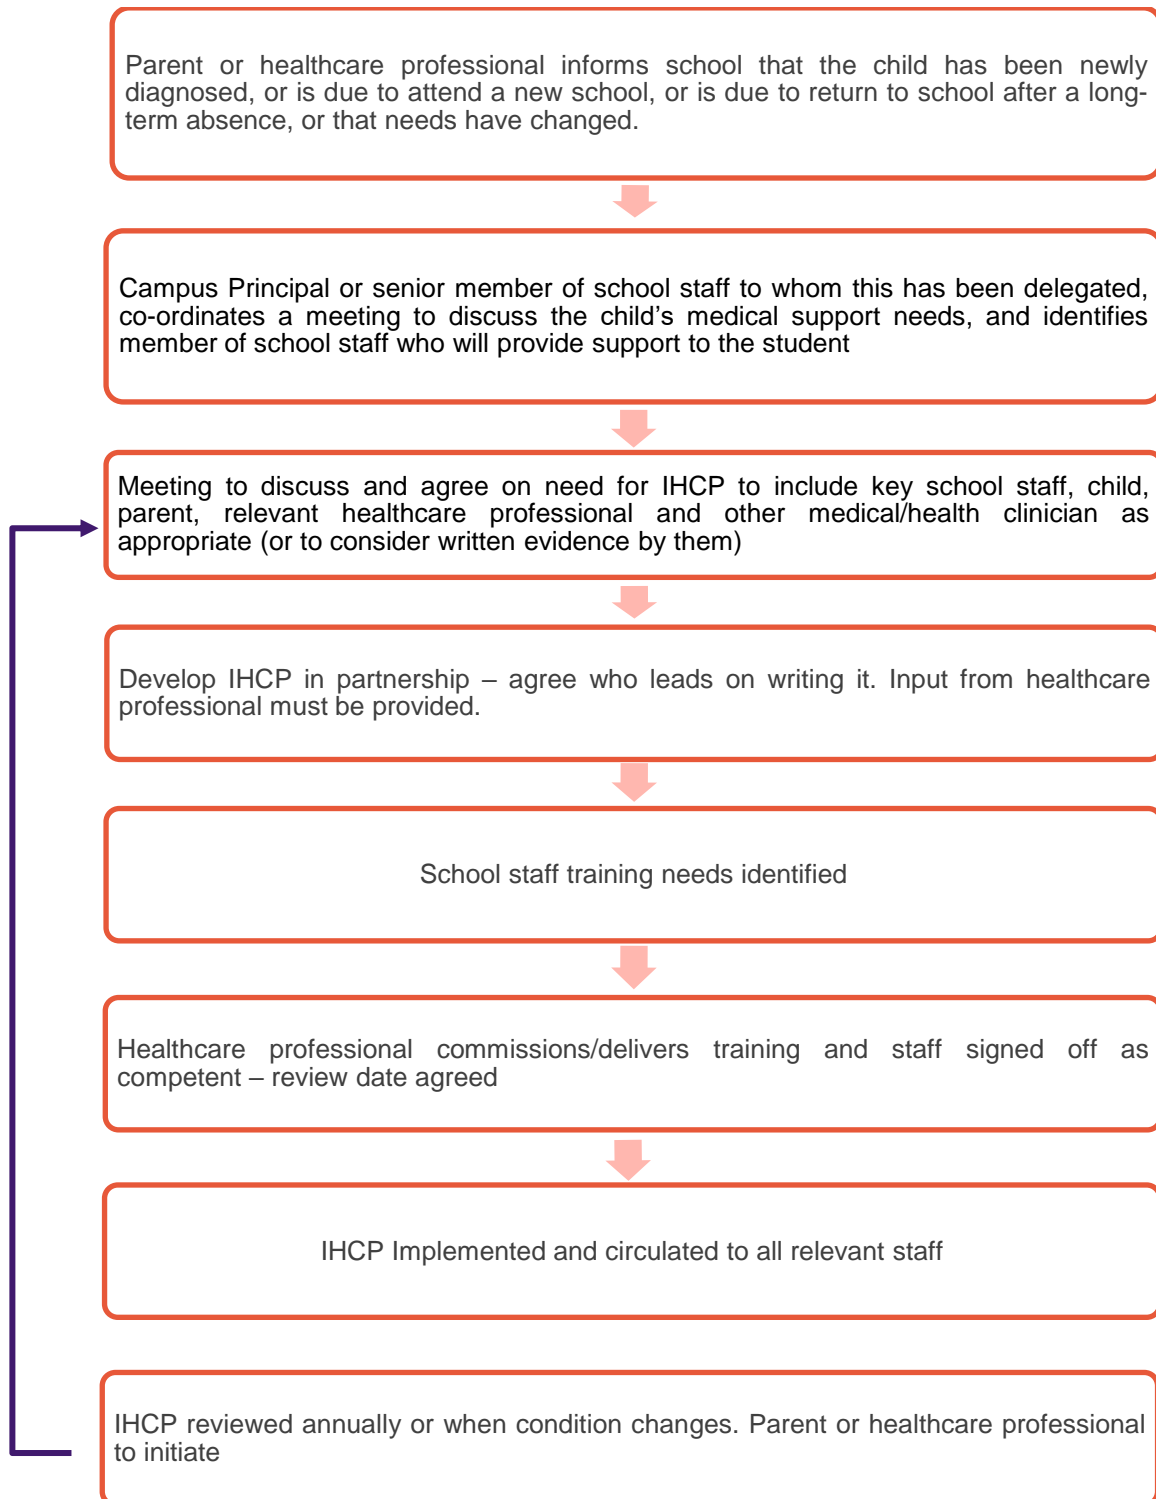 Parent or healthcare professional informs school that the child has been newly
diagnosed, or is due to attend a new school, or is due to return to school after a long-
term absence, or that needs have changed.
Campus Principal or senior member of school staff to whom this has been delegated,
co-ordinates a meeting to discuss the child's medical support needs, and identifies
member of school staff who will provide support to the student
Meeting to discuss and agree on need for IHCP to include key school staff, child,
parent, relevant healthcare professional and other medical/health clinician as
appropriate (or to consider written evidence by them)
Develop IHCP in partnership – agree who leads on writing it. Input from healthcare
professional must be provided.
School staff training needs identified
Healthcare professional commissions/delivers training and staff signed off as
competent – review date agreed
IHCP Implemented and circulated to all relevant staff
IHCP reviewed annually or when condition changes. Parent or healthcare professional
to initiate